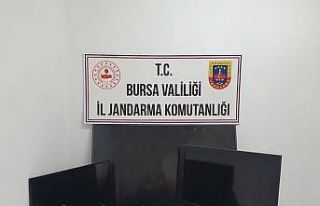 T.C.
BURSA VALİLİĞİ
İL JANDARMA KOMUTANLIĞI